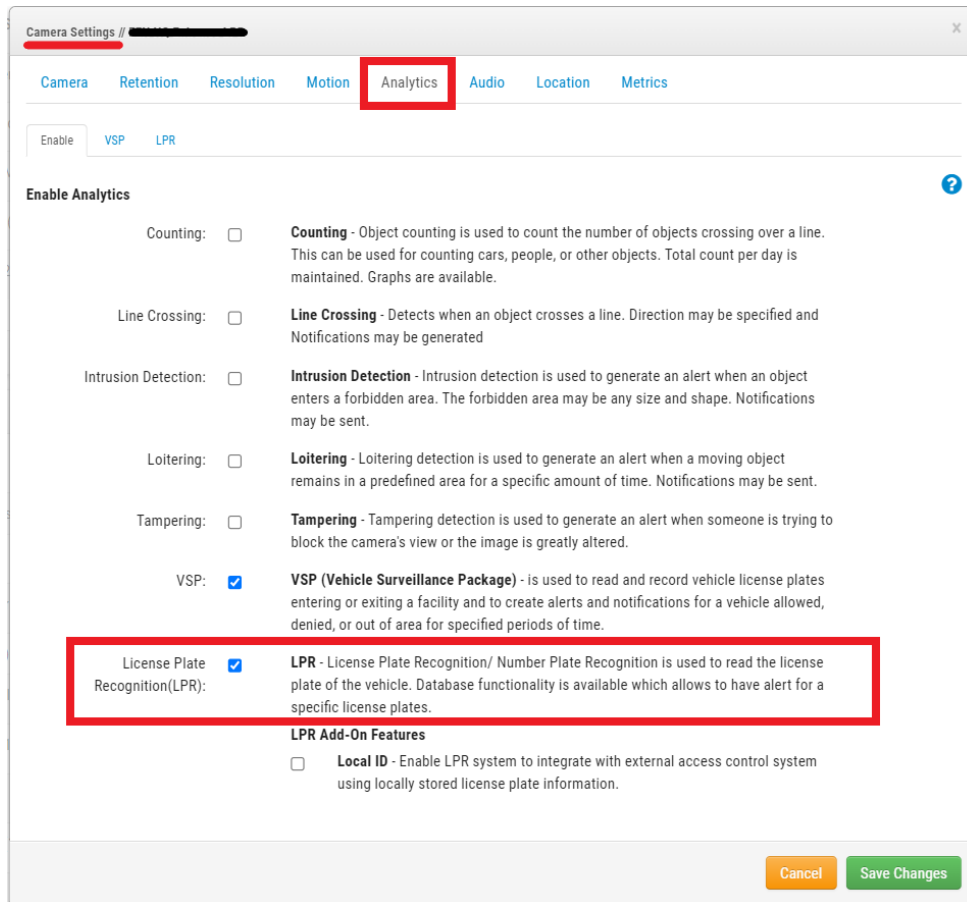 Camera Settings //
x
Camera Retention Resolution Motion Analytics Audio Location Metrics
Enable VSP LPR
?
Enable Analytics
Counting: Counting - Object counting is used to count the number of objects crossing over a line.
This can be used for counting cars, people, or other objects. Total count per day is
maintained. Graphs are available.
Line Crossing: Line Crossing - Detects when an object crosses a line. Direction may be specified and
Notifications may be generated
Intrusion Detection: Intrusion Detection - Intrusion detection is used to generate an alert when an object
enters a forbidden area. The forbidden area may be any size and shape. Notifications
may be sent.
Loitering: Loitering - Loitering detection is used to generate an alert when a moving object
remains in a predefined area for a specific amount of time. Notifications may be sent.
Tampering: Tampering - Tampering detection is used to generate an alert when someone is trying to
block the camera's view or the image is greatly altered.
VSP: VSP (Vehicle Surveillance Package) - is used to read and record vehicle license plates
entering or exiting a facility and to create alerts and notifications for a vehicle allowed,
denied, or out of area for specified periods of time.
License Plate LPR - License Plate Recognition/ Number Plate Recognition is used to read the license
Recognition(LPR): plate of the vehicle. Database functionality is available which allows to have alert for a
specific license plates.
LPR Add-On Features
Local ID - Enable LPR system to integrate with external access control system
using locally stored license plate information.
Cancel Save Changes